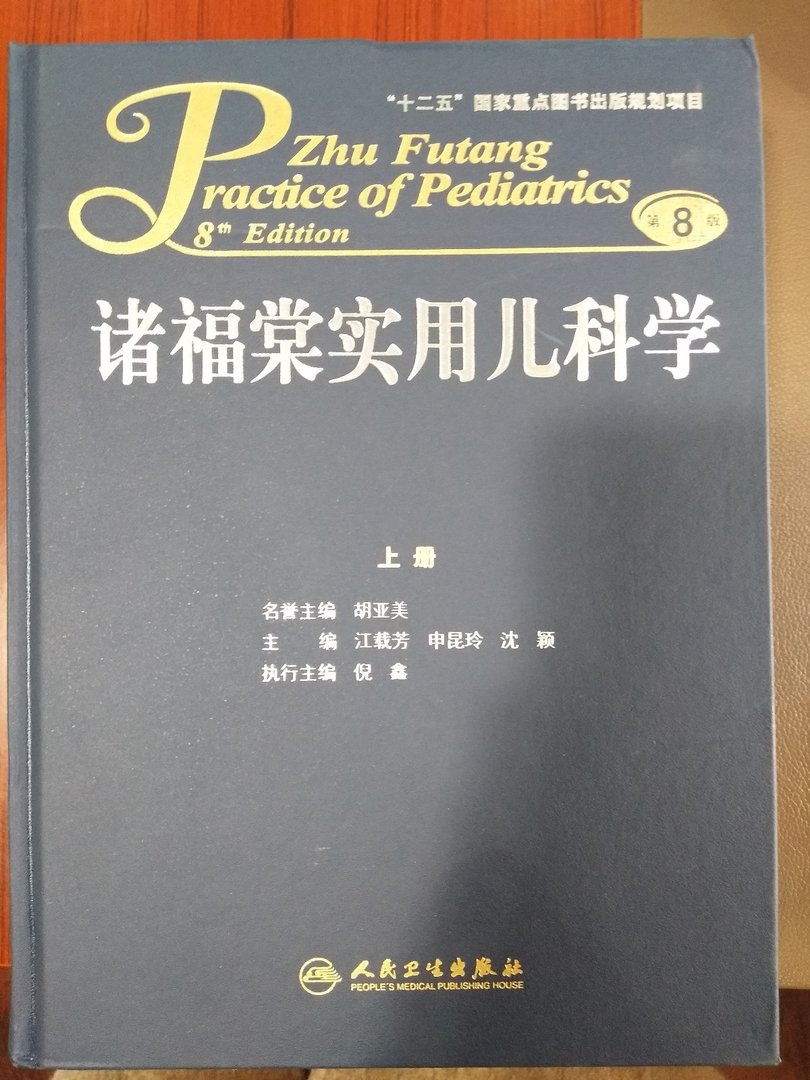 “十二五”国家重点图书出版规划项目
Zhu Futang
Practice of Pediatrics
8th Edition
第8版
诸福棠实用儿科学
上册
名誉主编 胡亚美
主 编 江载芳 申昆玲 沈 颖
执行主编 倪 鑫
人民卫生出版社
PEOPLE'S MEDICAL PUBLISHING HOUSE